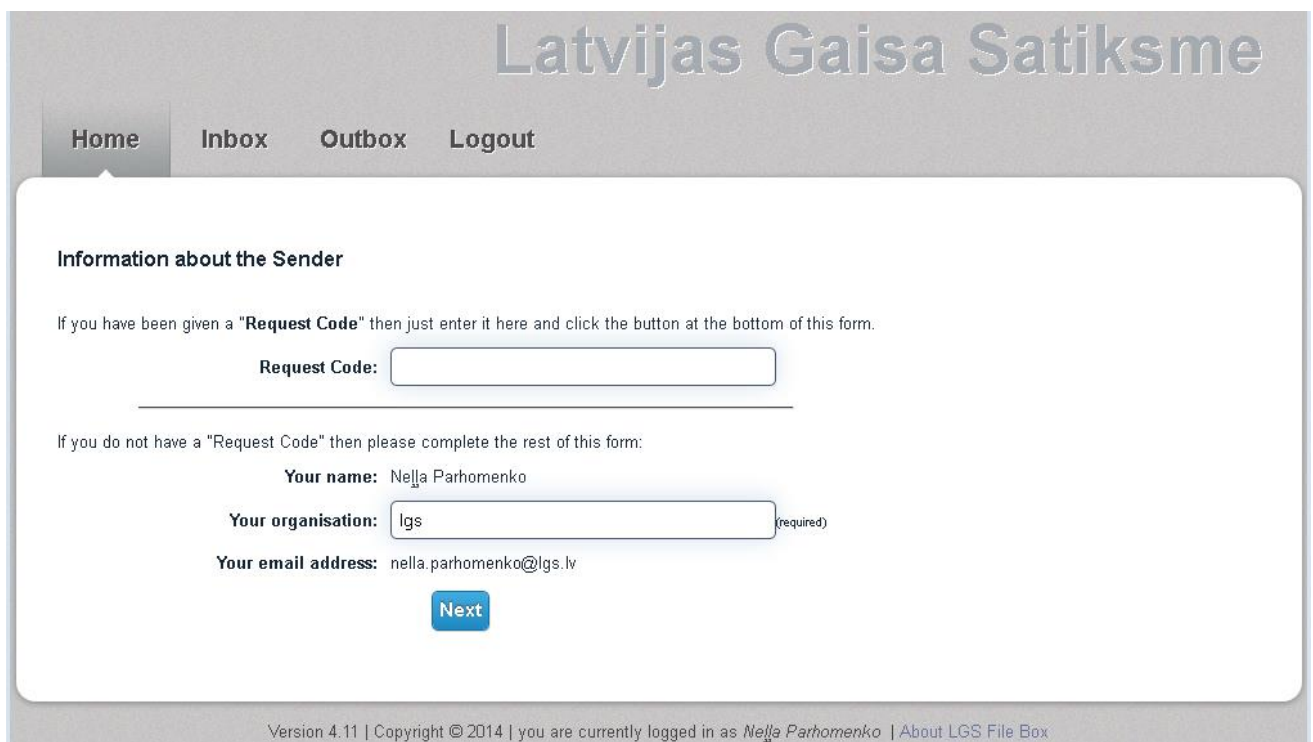 Latvijas Gaisa Satiksme
Home Inbox Outbox Logout
Information about the Sender
If you have been given a "Request Code" then just enter it here and click the button at the bottom of this form.
Request Code:
If you do not have a "Request Code" then please complete the rest of this form:
Your name: Neļļa Parhomenko
Your organisation: lgs (required)
Your email address: nella.parhomenko@lgs.lv
Next
Version 4.11 | Copyright © 2014 | you are currently logged in as Neļļa Parhomenko | About LGS File Box